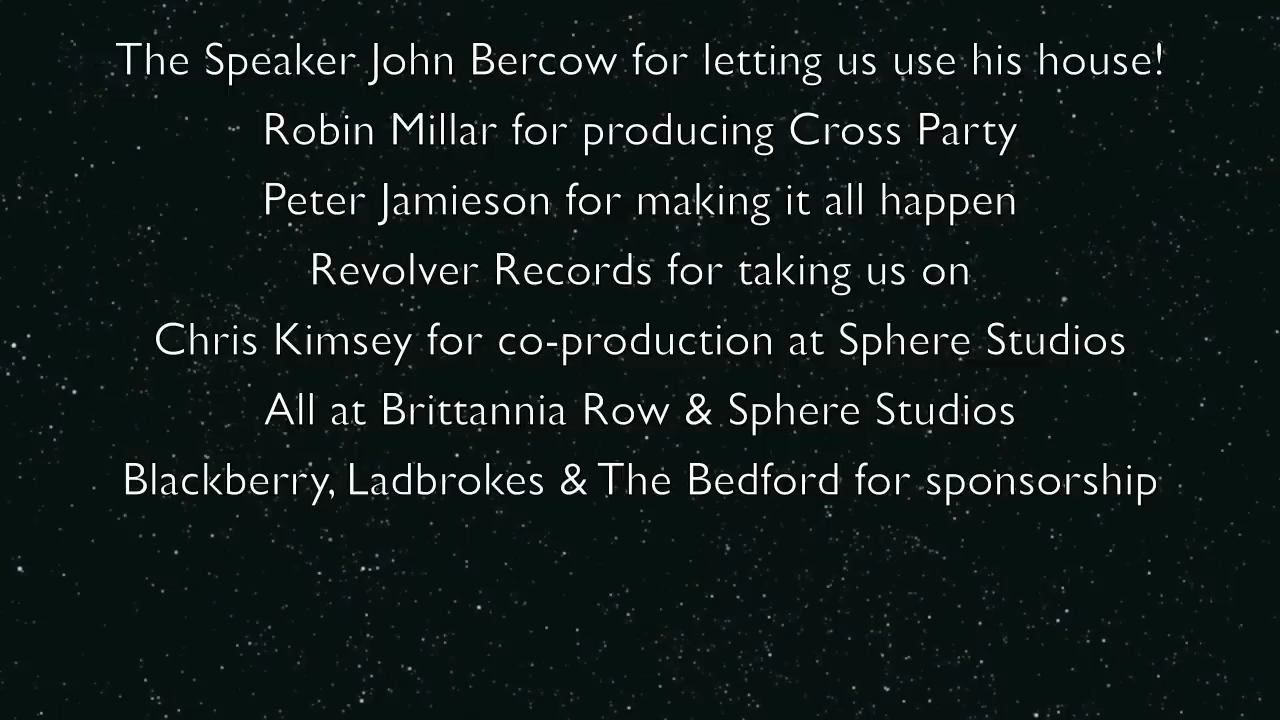 The Speaker John Bercow for letting us use his house!
Robin Millar for producing Cross Party
Peter Jamieson for making it all happen
Revolver Records for taking us on
Chris Kimsey for co-production at Sphere Studios
All at Brittannia Row & Sphere Studios
Blackberry, Ladbrokes & The Bedford for sponsorship